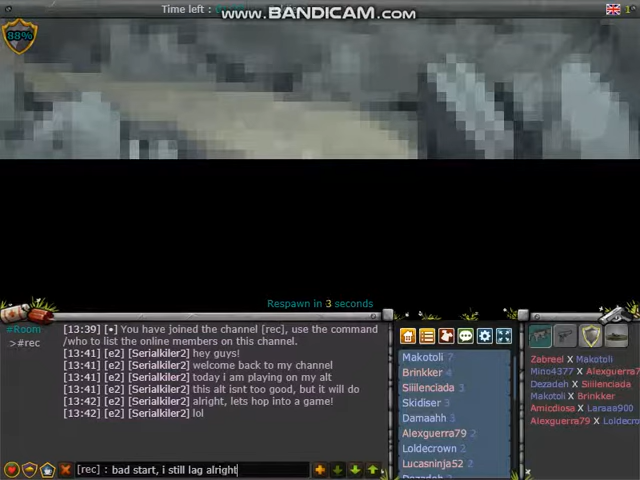 Time left :
WWW.BANDICAM.COM
1
88%
Respawn in 3 seconds
#Room
>#rec
[13:39] [•] You have joined the channel [rec], use the command
/who to list the online members on this channel.
[13:41] [e2] [Serialkiler2] hey guys!
[13:41] [e2] [Serialkiler2] welcome back to my channel
[13:41] [e2] [Serialkiler2] today i am playing on my alt
[13:41] [e2] [Serialkiler2] this alt isnt too good, but it will do
[13:42] [e2] [Serialkiler2] alright, lets hop into a game!
[13:42] [e2] [Serialkiler2] lol
[rec] : bad start, i still lag alright
Makotoli 7
Brinkker 4
Siiilenciada 3
Skidiser 3
Damaahh 3
Alexguerra79 2
Loldecrown 2
Lucasninja52 2
Dezadeh
Zabreel X Makotoli
Mino4377 X Alexguerra7
Dezadeh X Siiilenciada
Makotoli X Brinkker
Amicdiosa X Laraaa900
Alexguerra79 X Loldecro